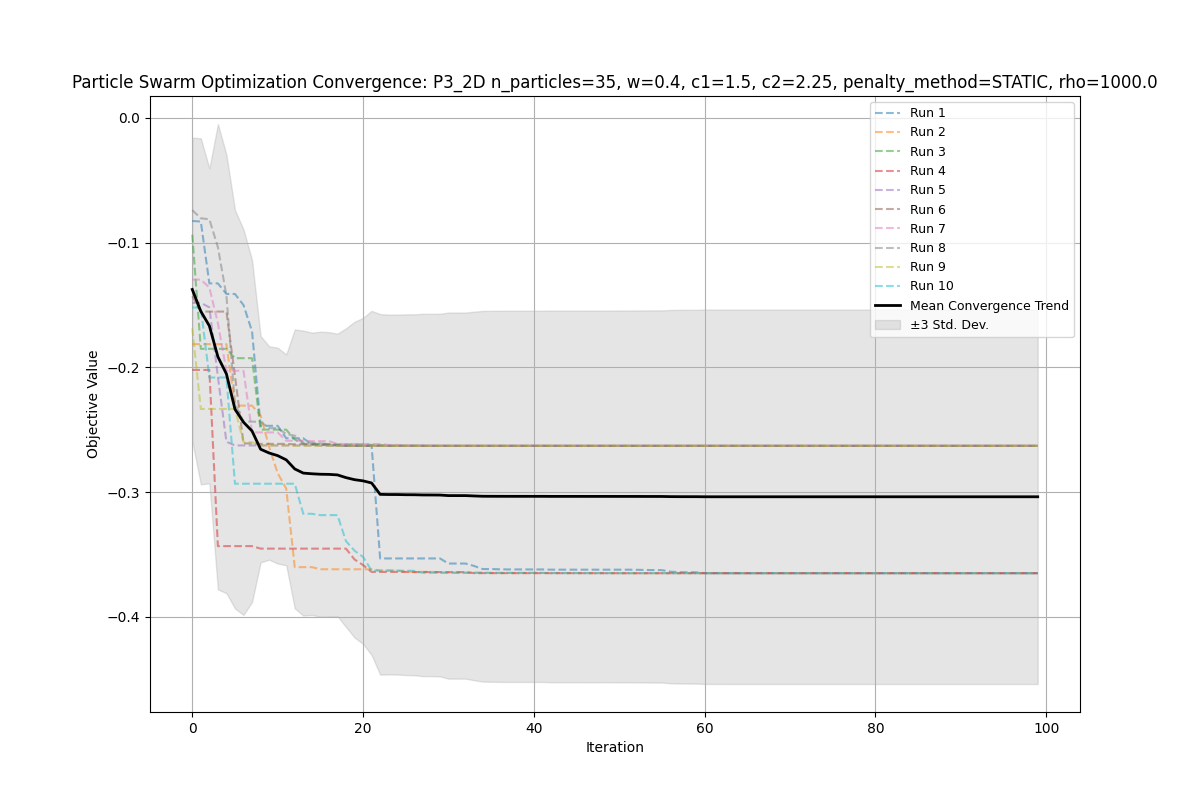 Particle Swarm Optimization Convergence: P3_2D n_particles=35, w=0.4, c1=1.5, c2=2.25, penalty_method=STATIC, rho=1000.0
Run 1
Run 2
Run 3
Run 4
Run 5
Run 6
Run 7
Run 8
Run 9
Run 10
Mean Convergence Trend
±3 Std. Dev.
Objective Value
0.0
−0.1
−0.2
−0.3
−0.4
0 20 40 60 80 100
Iteration